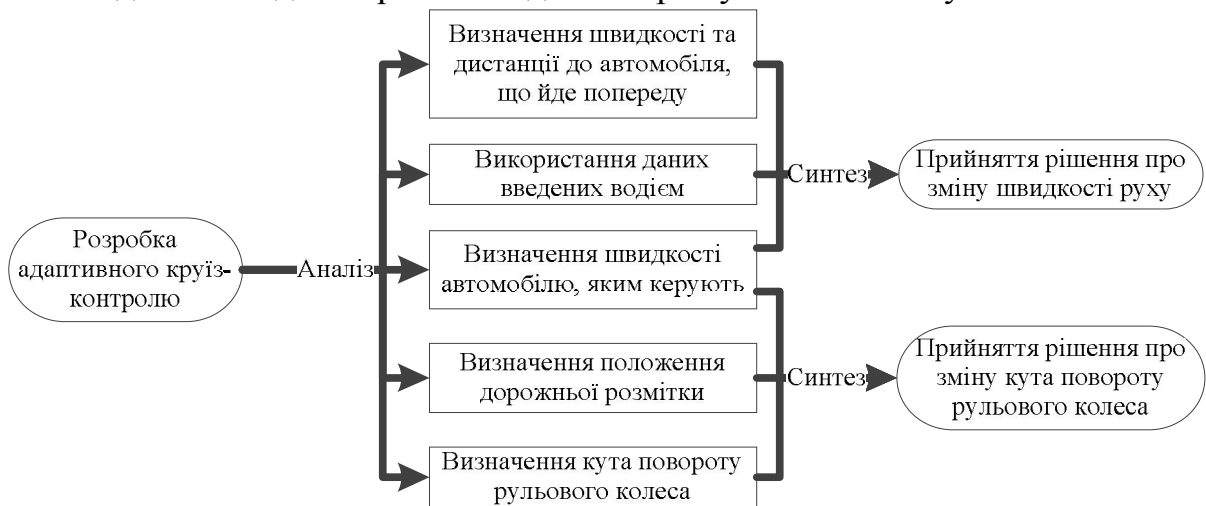 Визначення швидкості та
дистанції до автомобіля,
що йде попереду
Використання даних
введених водієм
Синтез
Прийняття рішення про
зміну швидкості руху
Розробка
адаптивного круїз-
контролю
Аналіз
Визначення швидкості
автомобілю, яким керують
Визначення положення
дорожньої розмітки
Синтез
Прийняття рішення про
зміну кута повороту
рульового колеса
Визначення кута повороту
рульового колеса